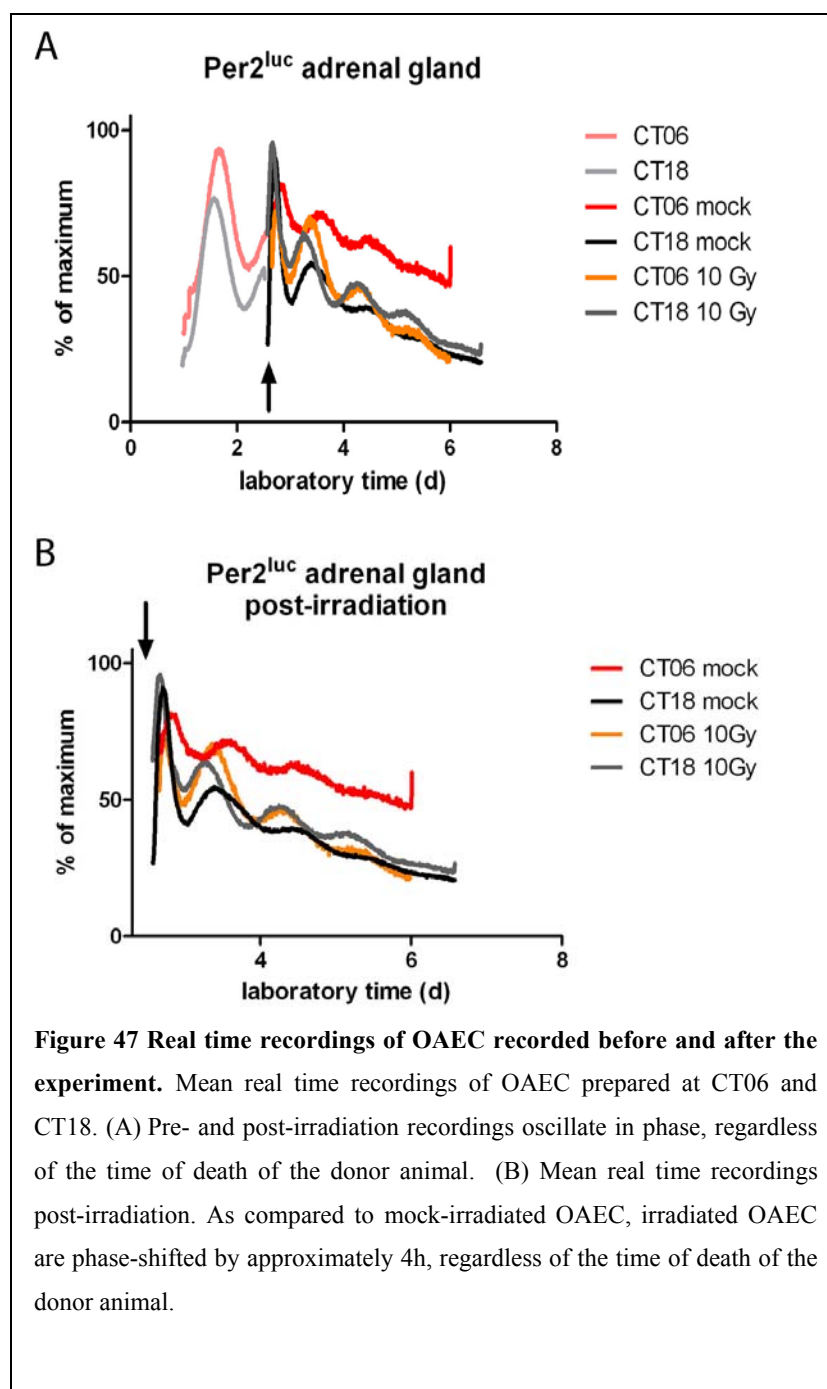 A
Per2luc adrenal gland
100
50
0
% of maximum
0 2 4 6 8
laboratory time (d)
CT06
CT18
CT06 mock
CT18 mock
CT06 10 Gy
CT18 10 Gy
B
Per2luc adrenal gland
post-irradiation
100
50
0
% of maximum
4 6 8
laboratory time (d)
CT06 mock
CT18 mock
CT06 10Gy
CT18 10Gy
Figure 47 Real time recordings of OAEC recorded before and after the
experiment. Mean real time recordings of OAEC prepared at CT06 and
CT18. (A) Pre- and post-irradiation recordings oscillate in phase, regardless
of the time of death of the donor animal. (B) Mean real time recordings
post-irradiation. As compared to mock-irradiated OAEC, irradiated OAEC
are phase-shifted by approximately 4h, regardless of the time of death of the
donor animal.